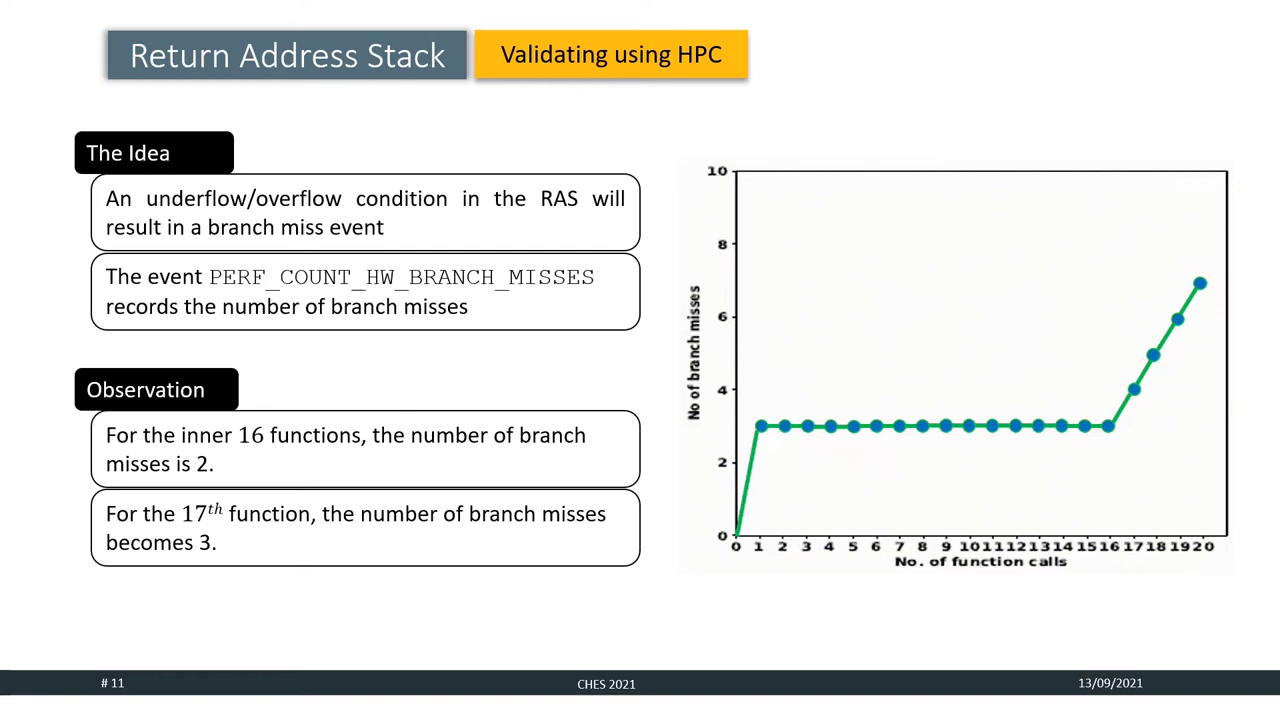 Return Address Stack
Validating using HPC
The Idea
An underflow/overflow condition in the RAS will
result in a branch miss event
The event PERF_COUNT_HW_BRANCH_MISSES
records the number of branch misses
Observation
For the inner 16 functions, the number of branch
misses is 2.
For the 17th function, the number of branch misses
becomes 3.
No of branch misses
10
8
6
4
2
0
0 1 2 3 4 5 6 7 8 9 10 11 12 13 14 15 16 17 18 19 20
No. of function calls
# 11
CHES 2021
13/09/2021